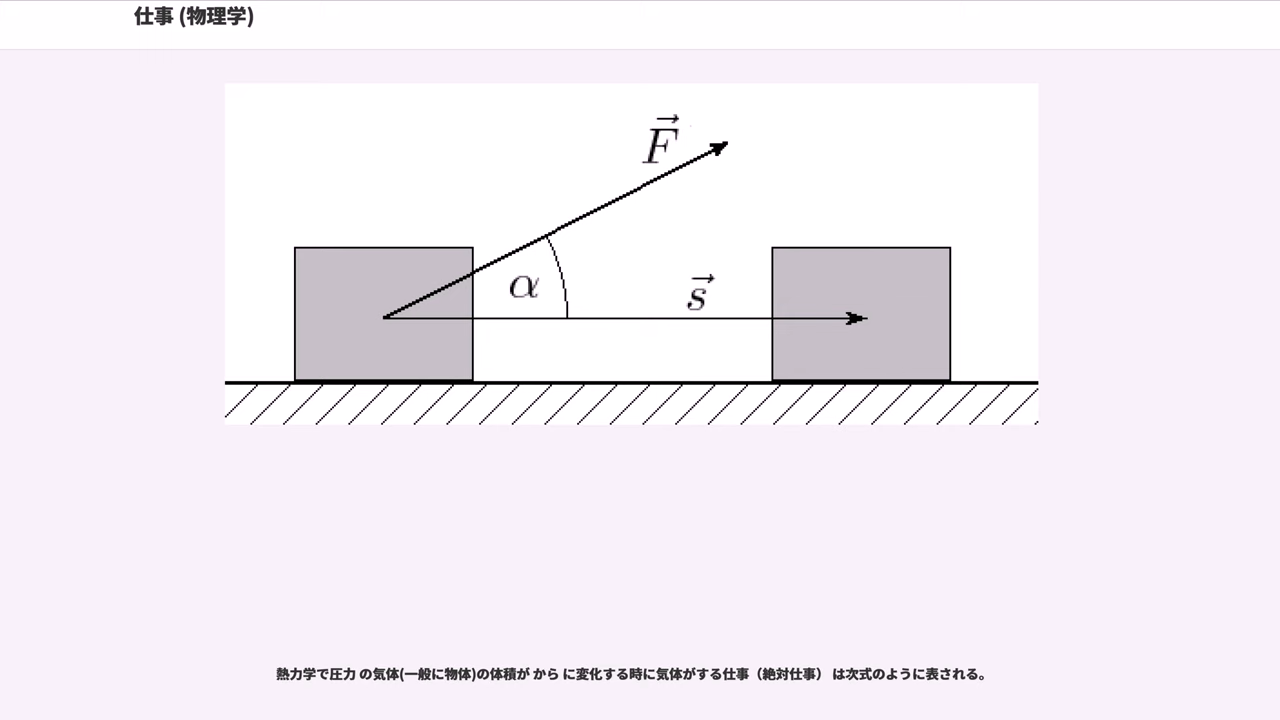 仕事 (物理学)
F⃗
α
s⃗
熱力学で圧力 の気体(一般に物体)の体積が から に変化する時に気体がする仕事（絶対仕事） は次式のように表される。